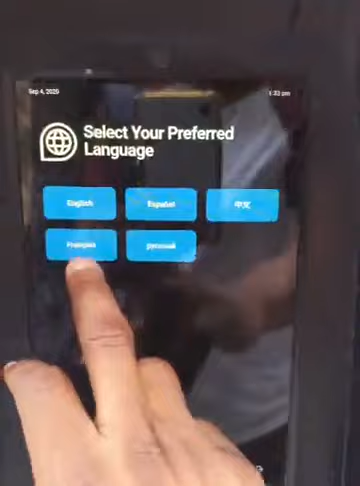 Sep 4, 2020
1:33 pm
Select Your Preferred
Language
English
Español
中文
Français
русский